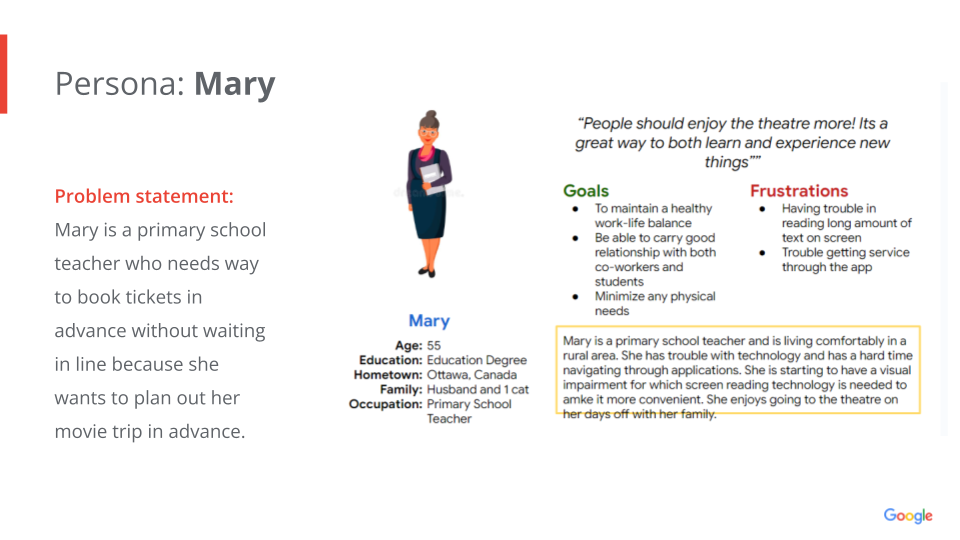 Persona: Mary
Problem statement:
Mary is a primary school
teacher who needs way
to book tickets in
advance without waiting
in line because she
wants to plan out her
movie trip in advance.
Mary
Age: 55
Education: Education Degree
Hometown: Ottawa, Canada
Family: Husband and 1 cat
Occupation: Primary School
Teacher
“People should enjoy the theatre more! Its a
great way to both learn and experience new
things””
Goals
● To maintain a healthy
work-life balance
● Be able to carry good
relationship with both
co-workers and
students
● Minimize any physical
needs
Frustrations
● Having trouble in
reading long amount of
text on screen
● Trouble getting service
through the app
Mary is a primary school teacher and is living comfortably in a
rural area. She has trouble with technology and has a hard time
navigating through applications. She is starting to have a visual
impairment for which screen reading technology is needed to
amke it more convenient. She enjoys going to the theatre on
her days off with her family.
Google